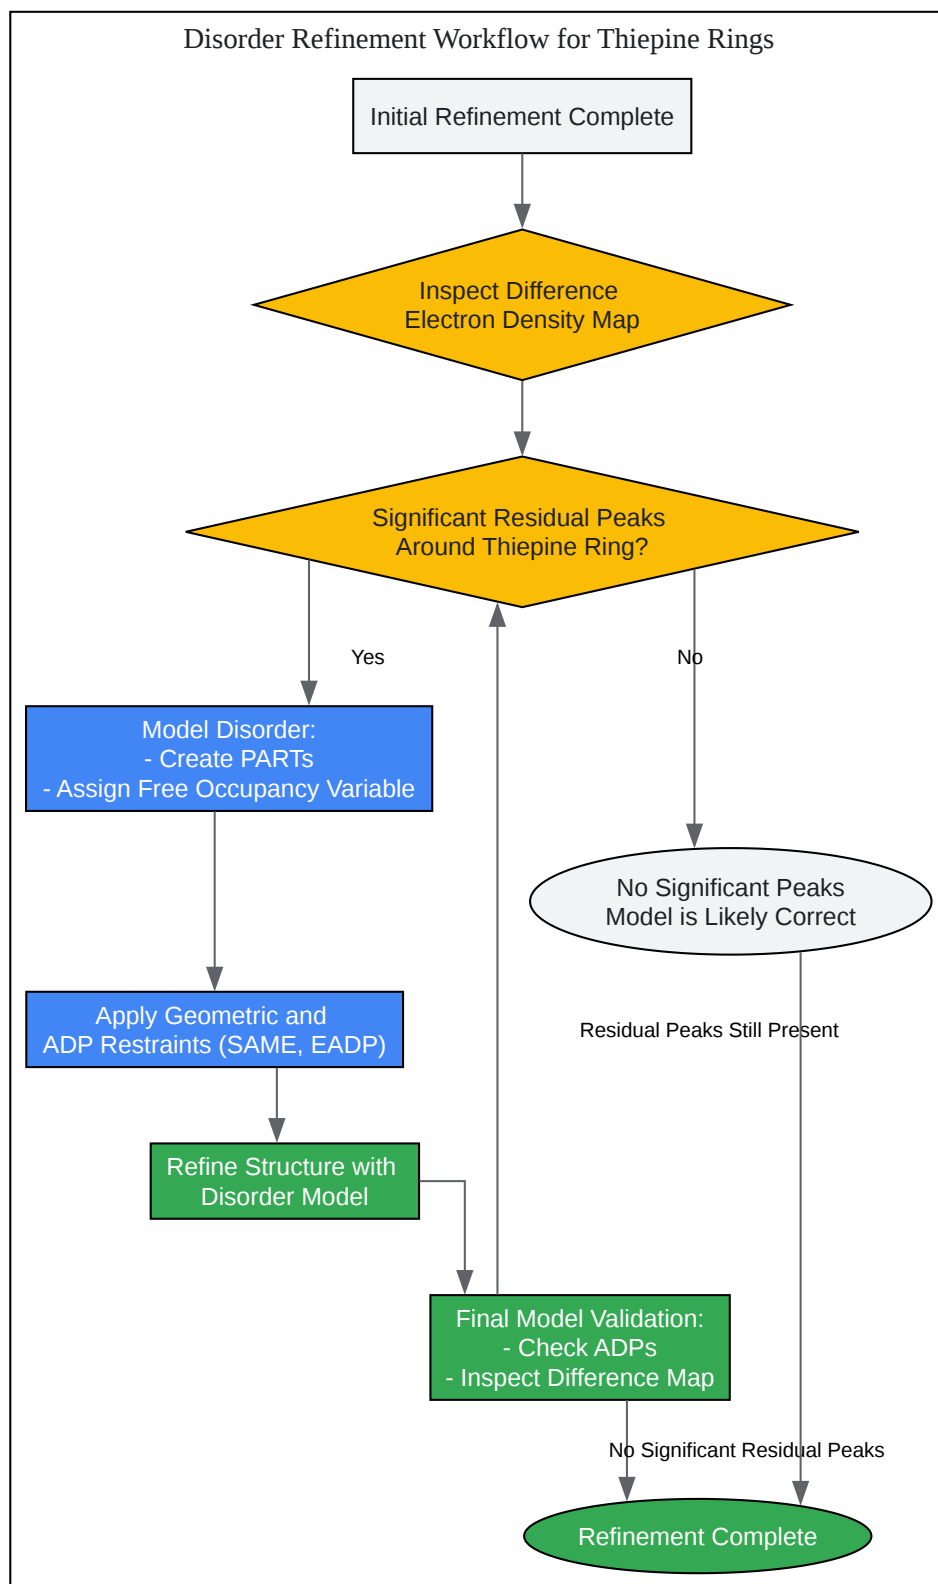 Disorder Refinement Workflow for Thiepine Rings
Initial Refinement Complete
Inspect Difference
Electron Density Map
Significant Residual Peaks
Around Thiepine Ring?
Yes
No
Model Disorder:
- Create PARTs
- Assign Free Occupancy Variable
No Significant Peaks
Model is Likely Correct
Apply Geometric and
ADP Restraints (SAME, EADP)
Residual Peaks Still Present
Refine Structure with
Disorder Model
Final Model Validation:
- Check ADPs
- Inspect Difference Map
No Significant Residual Peaks
Refinement Complete